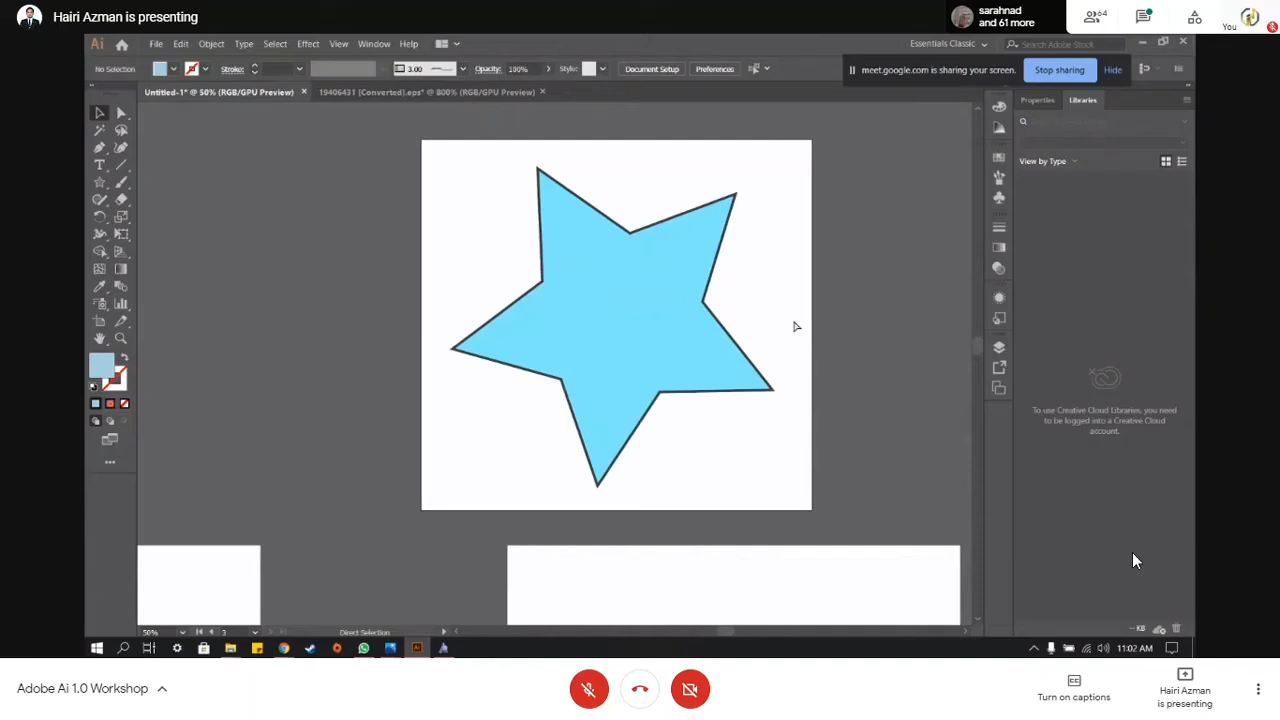 Hairi Azman is presenting
sarahnad
and 61 more
64
You
Ai
File Edit Object Type Select Effect View Window Help
Essentials Classic
Search Adobe Stock
No Selection
Stroke:
3.00
Opacity: 100%
Style:
Document Setup
Preferences
meet.google.com is sharing your screen.
Stop sharing
Hide
Untitled-1* @ 50% (RGB/GPU Preview)
19406431 [Converted].eps* @ 800% (RGB/GPU Preview)
Properties
Libraries
View by Type
To use Creative Cloud Libraries, you need
to be logged into a Creative Cloud
account.
-- KB
50%
3
Direct Selection
11:02 AM
Adobe Ai 1.0 Workshop
Turn on captions
Hairi Azman
is presenting